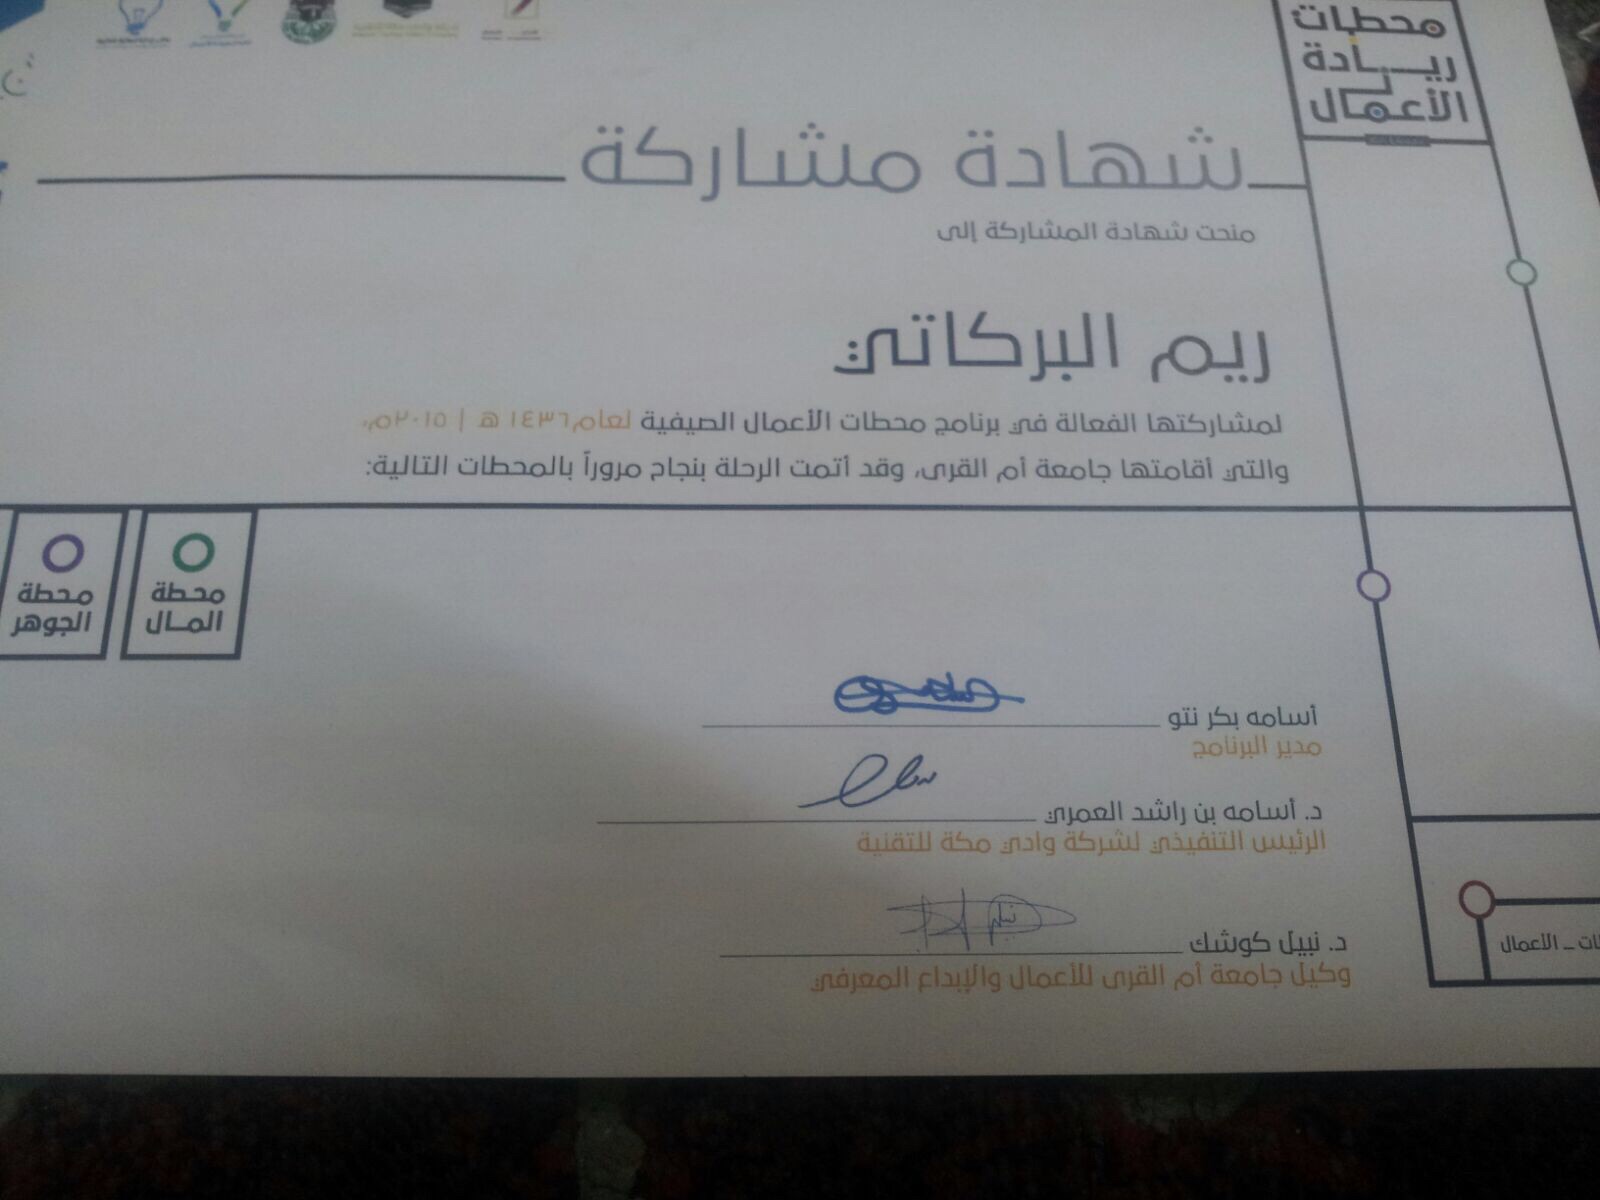 محطات
ريادة
الأعمال
شهادة مشاركة
منحت شهادة المشاركة إلى
ريم البركاتي
لمشاركتها الفعالة في برنامج محطات الأعمال الصيفية لعام ١٤٣٦ هـ | ٢٠١٥م،
والتي أقامتها جامعة أم القرى، وقد أتمت الرحلة بنجاح مروراً بالمحطات التالية:
محطة المال
محطة الجوهر
أسامه بكر نتو
مدير البرنامج
د. أسامه بن راشد العمري
الرئيس التنفيذي لشركة وادي مكة للتقنية
د. نبيل كوشك
وكيل جامعة أم القرى للأعمال والإبداع المعرفي
ات - الأعمال